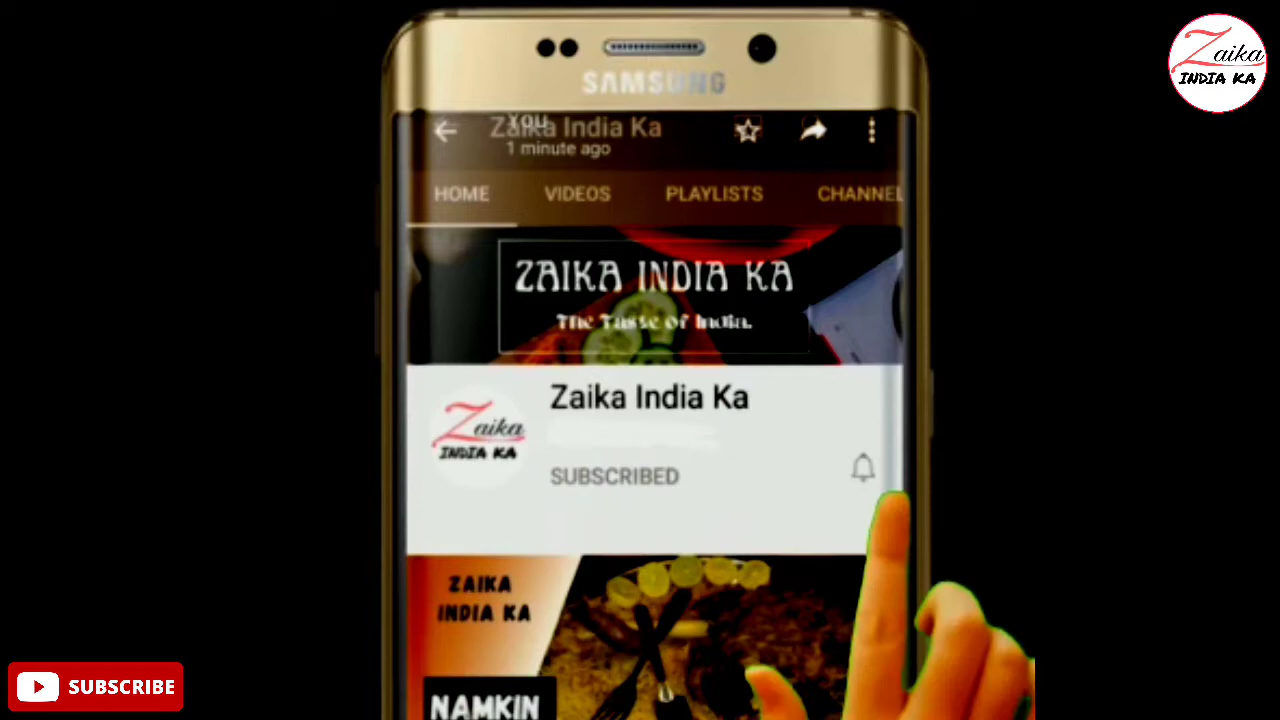 Zaika
INDIA KA
SAMSUNG
Zaika India Ka
YOU
1 minute ago
HOME VIDEOS PLAYLISTS CHANNEL
ZAIKA INDIA KA
The Taste of India.
Zaika India Ka
Zaika
INDIA KA
SUBSCRIBED
ZAIKA
INDIA KA
NAMKIN
SUBSCRIBE